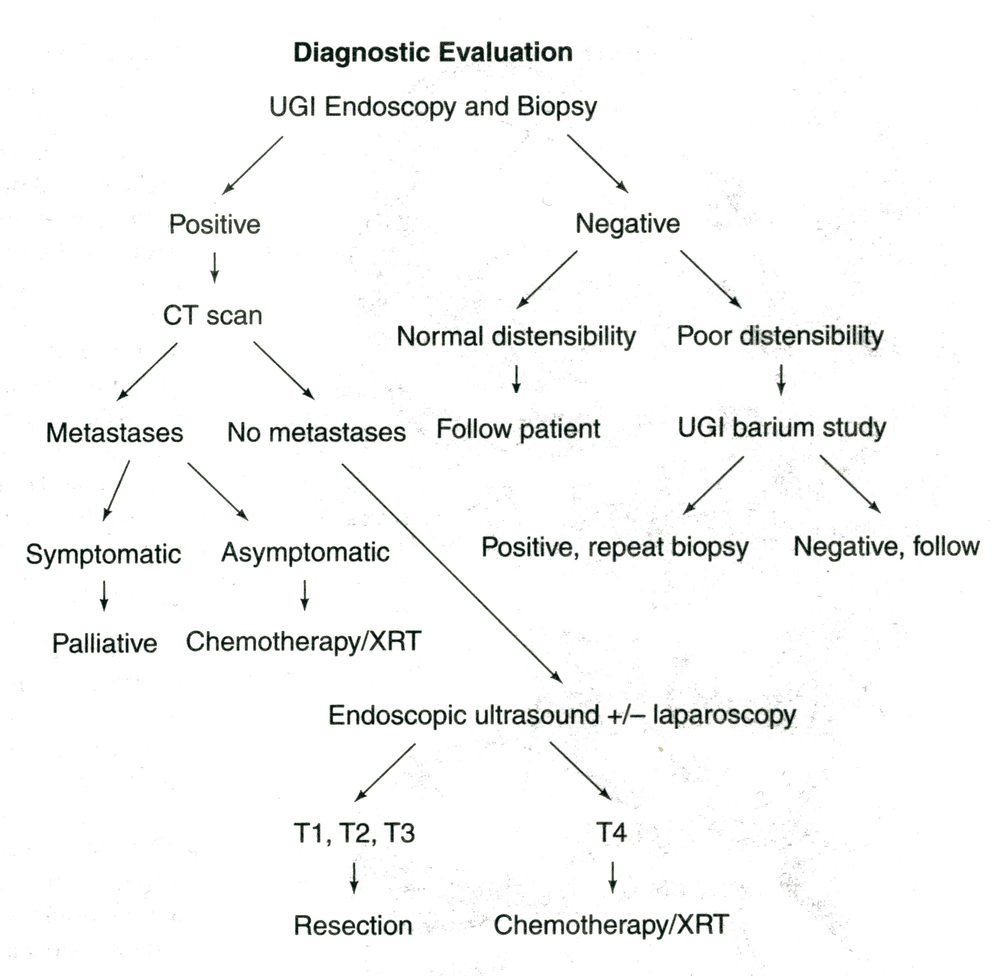 Diagnostic Evaluation
UGI Endoscopy and Biopsy
Positive
Negative
CT scan
Normal distensibility
Poor distensibility
Metastases
No metastases
Follow patient
UGI barium study
Symptomatic
Asymptomatic
Positive, repeat biopsy
Negative, follow
Palliative
Chemotherapy/XRT
Endoscopic ultrasound +/– laparoscopy
T1, T2, T3
T4
Resection
Chemotherapy/XRT